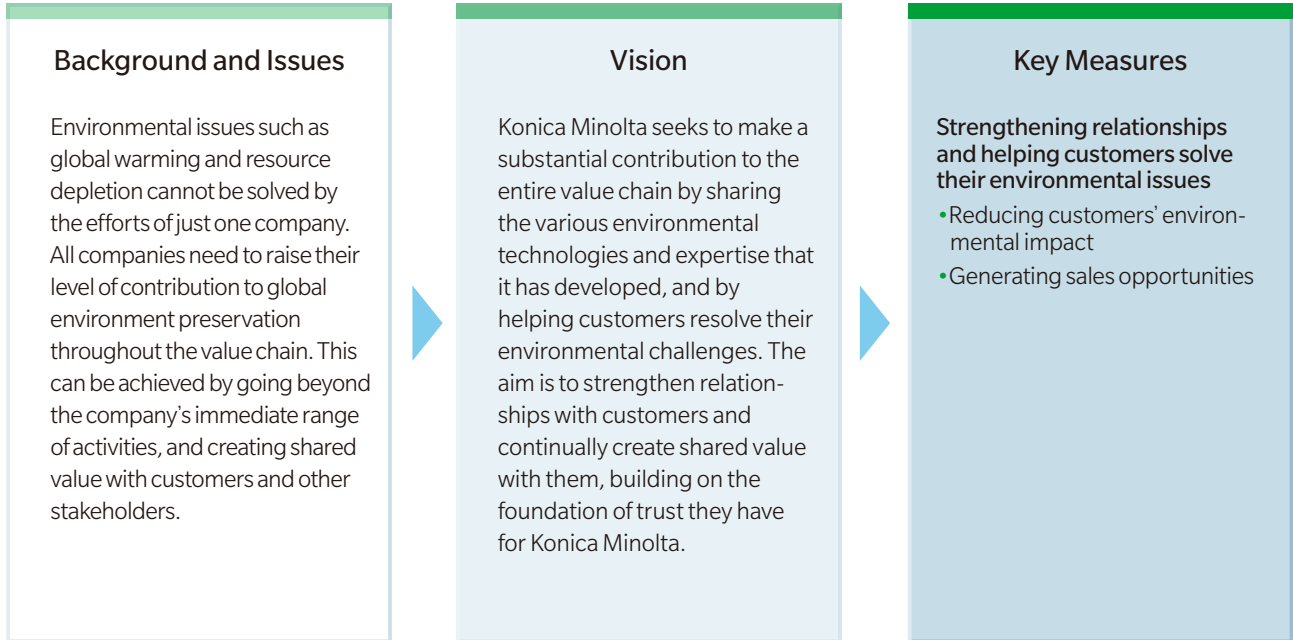 Background and Issues
Environmental issues such as
global warming and resource
depletion cannot be solved by
the efforts of just one company.
All companies need to raise their
level of contribution to global
environment preservation
throughout the value chain. This
can be achieved by going beyond
the company's immediate range
of activities, and creating shared
value with customers and other
stakeholders.
Vision
Konica Minolta seeks to make a
substantial contribution to the
entire value chain by sharing
the various environmental
technologies and expertise that
it has developed, and by
helping customers resolve their
environmental challenges. The
aim is to strengthen relation-
ships with customers and
continually create shared value
with them, building on the
foundation of trust they have
for Konica Minolta.
Key Measures
Strengthening relationships
and helping customers solve
their environmental issues
•Reducing customers' environ-
mental impact
•Generating sales opportunities